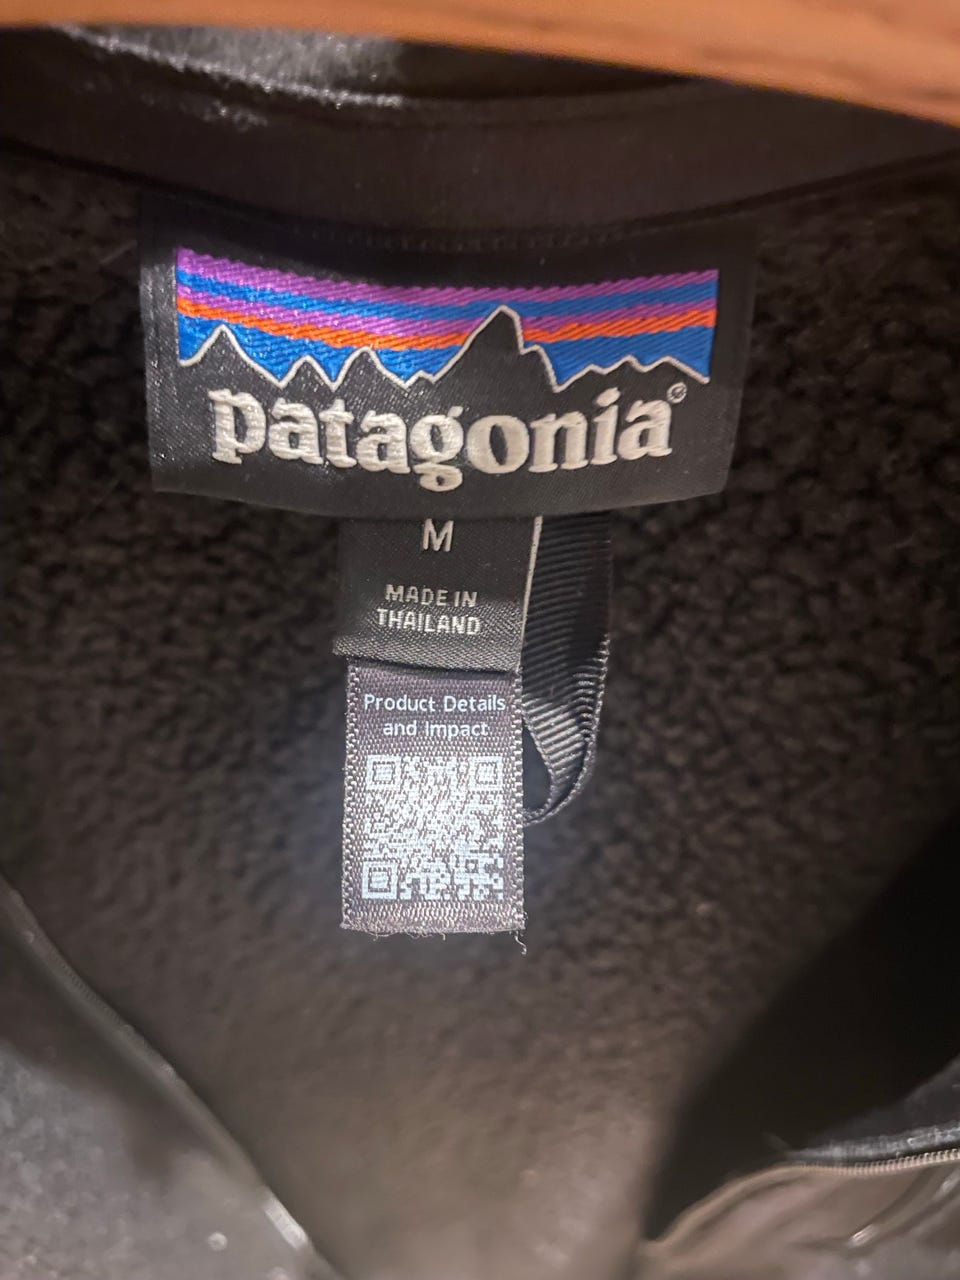 patagonia®
M
MADE IN
THAILAND
Product Details
and Impact